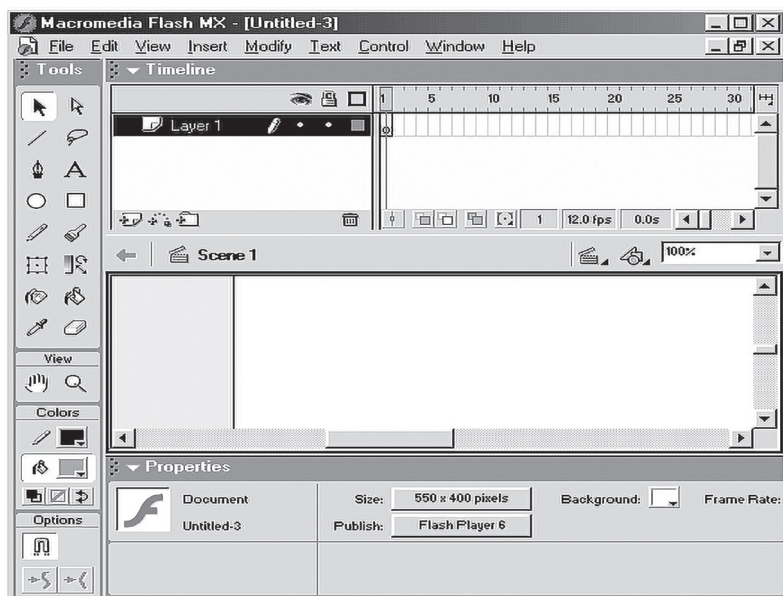 Macromedia Flash MX - [Untitled-3]
File Edit View Insert Modify Text Control Window Help
Tools
Timeline
1 5 10 15 20 25 30
Layer 1
1 12.0 fps 0.0s
Scene 1
100%
View
Colors
Properties
Document
Size: 550 x 400 pixels
Background:
Frame Rate:
Untitled-3
Publish: Flash Player 6
Options